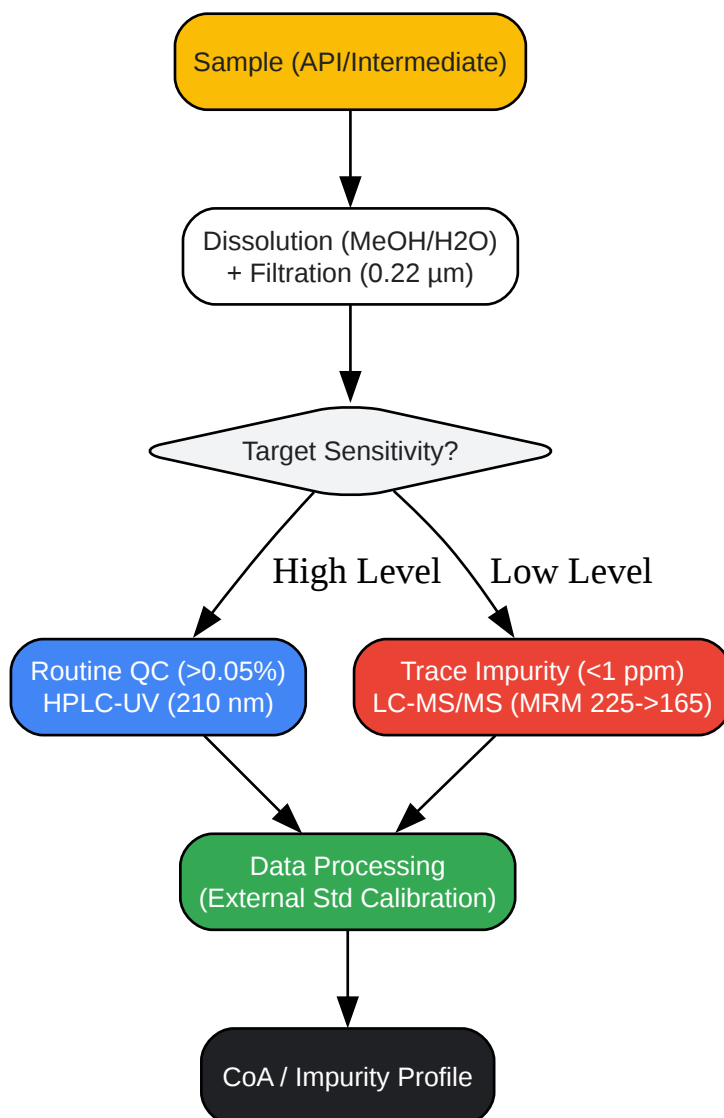 Sample (API/Intermediate)
Dissolution (MeOH/H2O)
+ Filtration (0.22 µm)
Target Sensitivity?
High Level
Low Level
Routine QC (>0.05%)
HPLC-UV (210 nm)
Trace Impurity (<1 ppm)
LC-MS/MS (MRM 225->165)
Data Processing
(External Std Calibration)
CoA / Impurity Profile